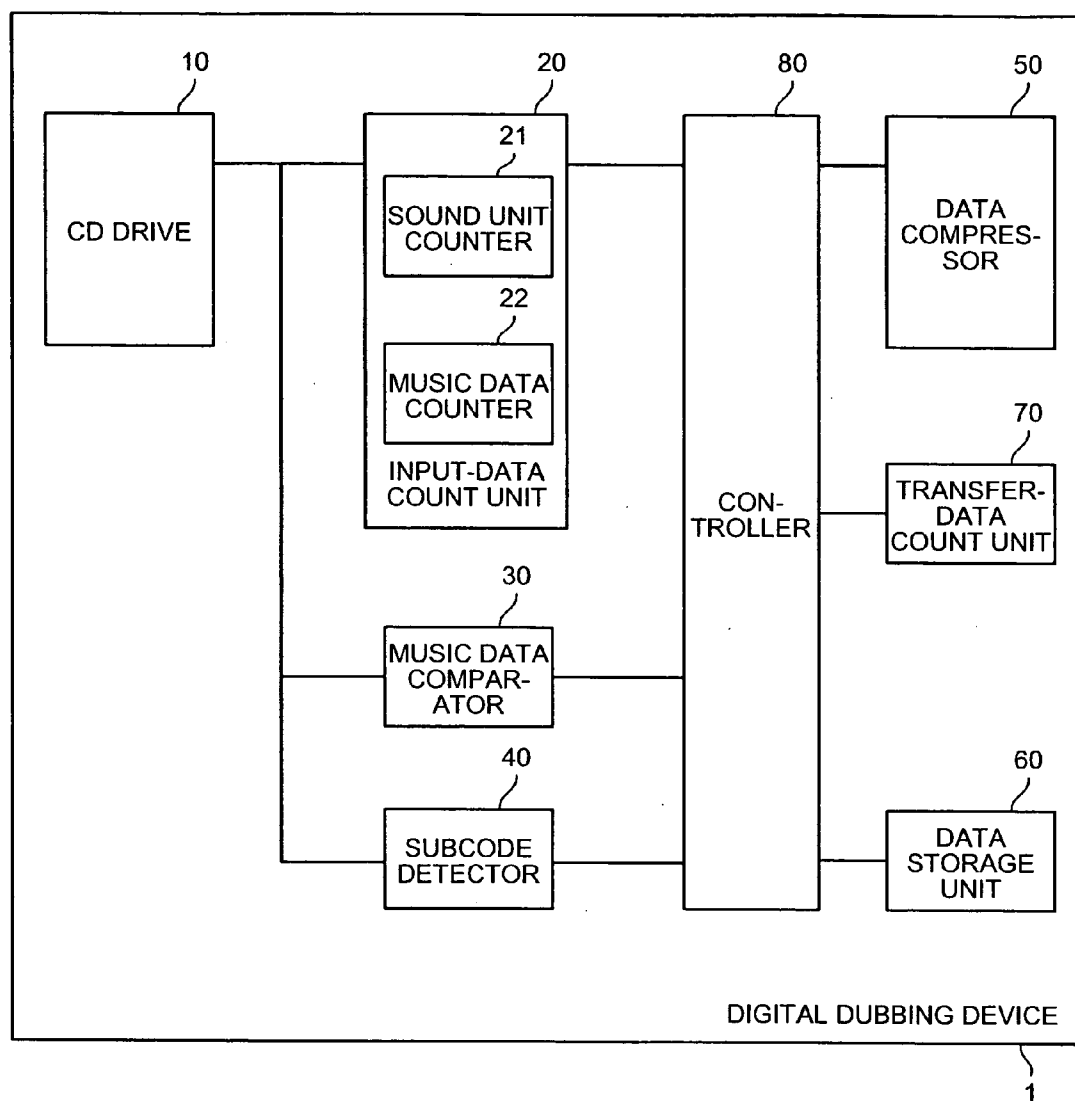 10
20
80
50
CD DRIVE
21
SOUND UNIT
COUNTER
22
MUSIC DATA
COUNTER
INPUT-DATA
COUNT UNIT
CON-
TROLLER
DATA
COMPRES-
SOR
70
TRANSFER-
DATA
COUNT UNIT
30
MUSIC DATA
COMPAR-
ATOR
40
SUBCODE
DETECTOR
60
DATA
STORAGE
UNIT
DIGITAL DUBBING DEVICE
1